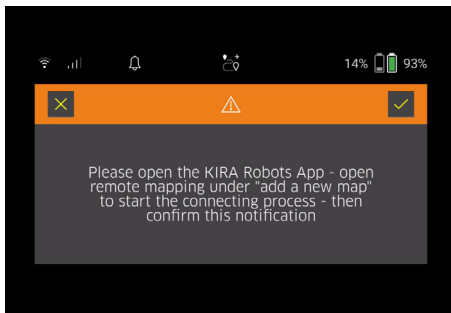 14% 93%
Please open the KIRA Robots App - open
remote mapping under "add a new map"
to start the connecting process - then
confirm this notification